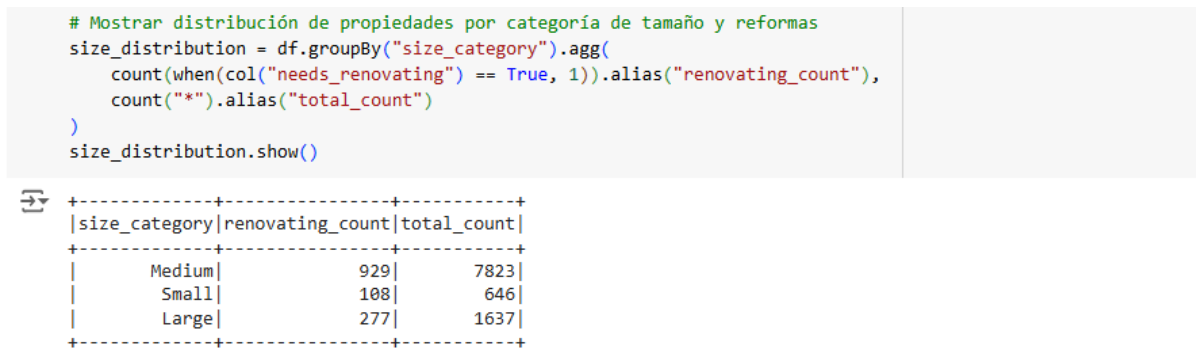 # Mostrar distribución de propiedades por categoría de tamaño y reformas
size_distribution = df.groupBy("size_category").agg(
    count(when(col("needs_renovating") == True, 1)).alias("renovating_count"),
    count("*").alias("total_count")
)
size_distribution.show()
+-------------+----------------+-----------+
|size_category|renovating_count|total_count|
+-------------+----------------+-----------+
|       Medium|             929|       7823|
|        Small|             108|        646|
|        Large|             277|       1637|
+-------------+----------------+-----------+